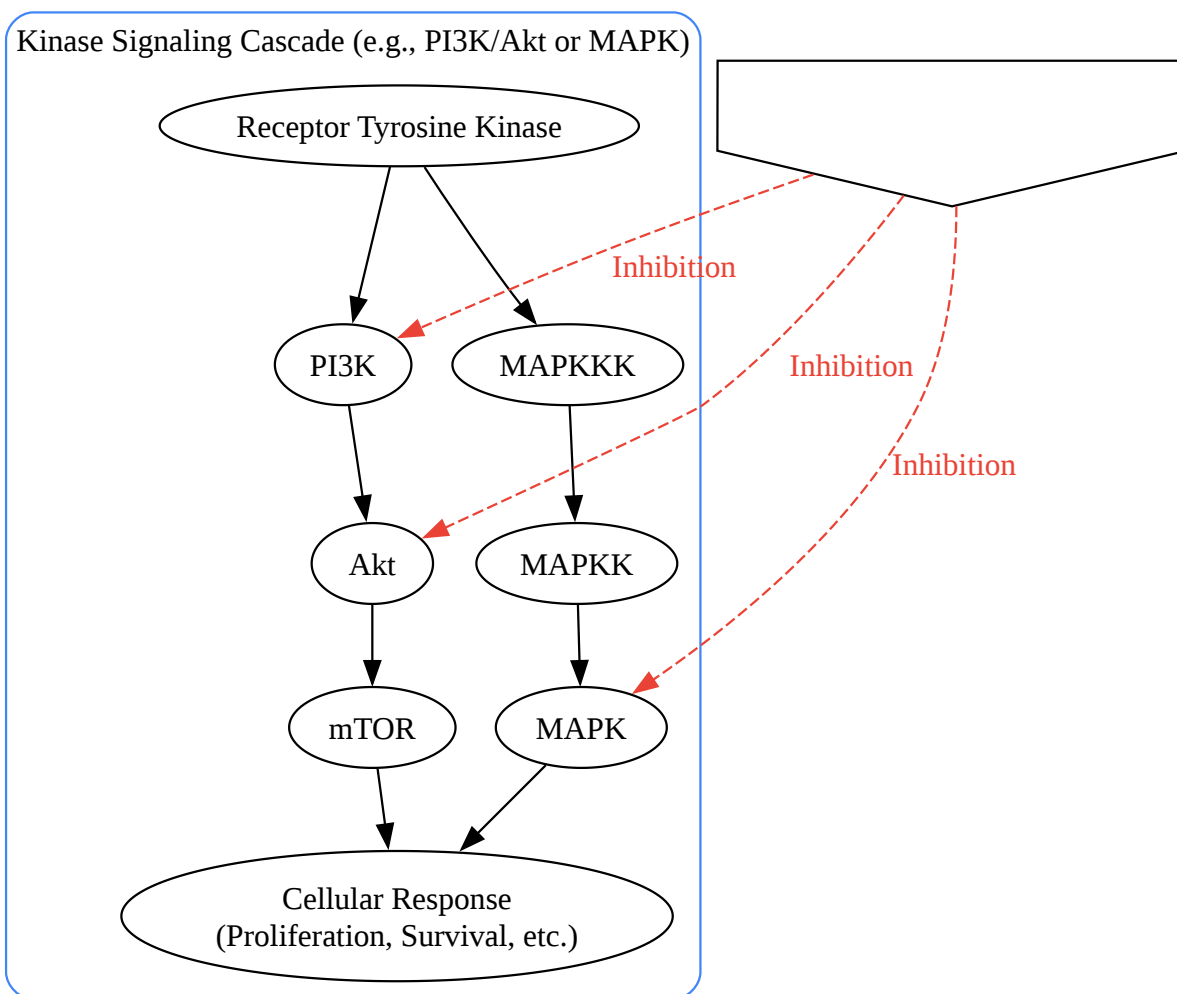 Kinase Signaling Cascade (e.g., PI3K/Akt or MAPK)
Receptor Tyrosine Kinase
Inhibition
PI3K
MAPKKK
Inhibition
Inhibition
Akt
MAPKK
mTOR
MAPK
Cellular Response
(Proliferation, Survival, etc.)